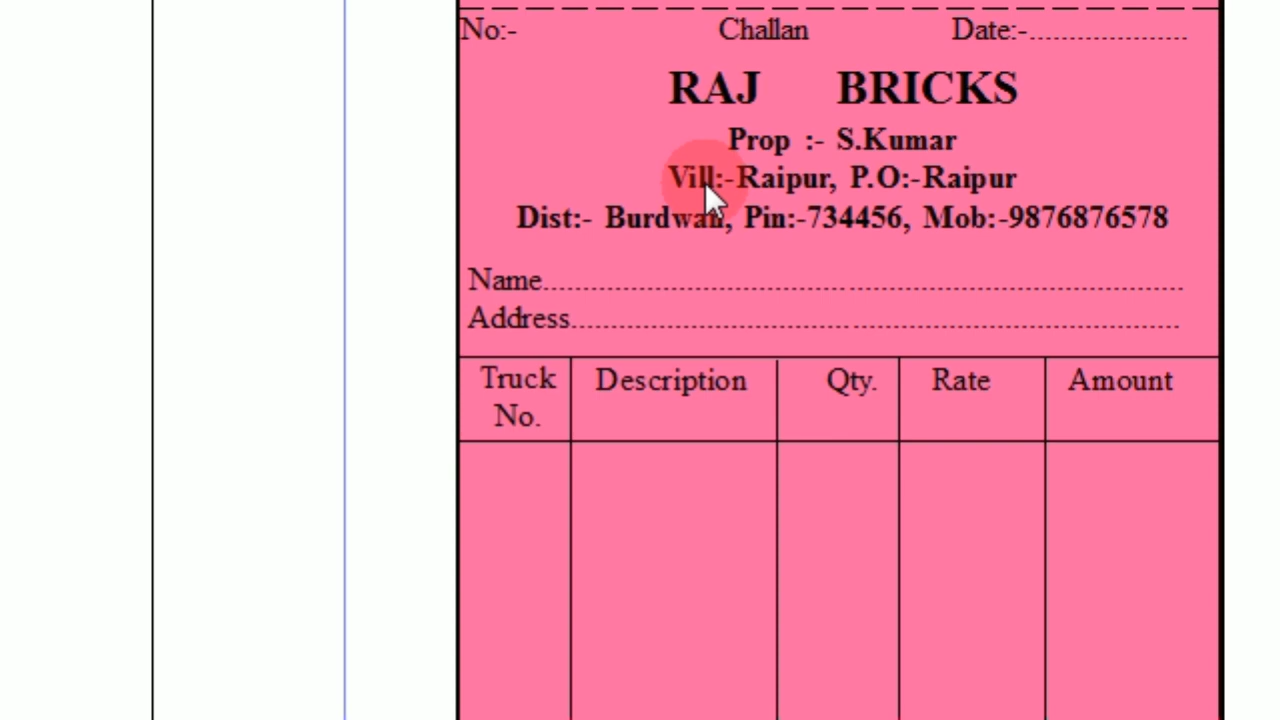 No:- Challan Date:-....................
RAJ BRICKS
Prop :- S.Kumar
Vill:-Raipur, P.O:-Raipur
Dist:- Burdwan, Pin:-734456, Mob:-9876876578
Name................................................................................
Address.............................................................................
Truck No. Description Qty. Rate Amount